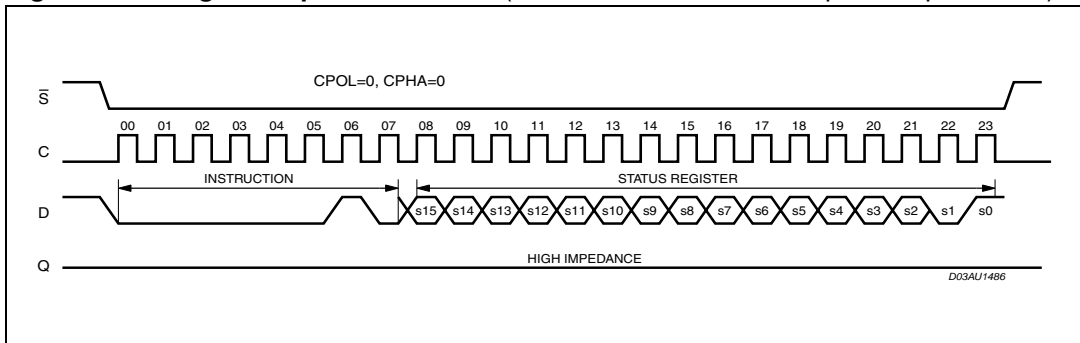 CPOL=0, CPHA=0
S
00 01 02 03 04 05 06 07 08 09 10 11 12 13 14 15 16 17 18 19 20 21 22 23
C
INSTRUCTION STATUS REGISTER
D s15 s14 s13 s12 s11 s10 s9 s8 s7 s6 s5 s4 s3 s2 s1 s0
HIGH IMPEDANCE
Q
D03AU1486